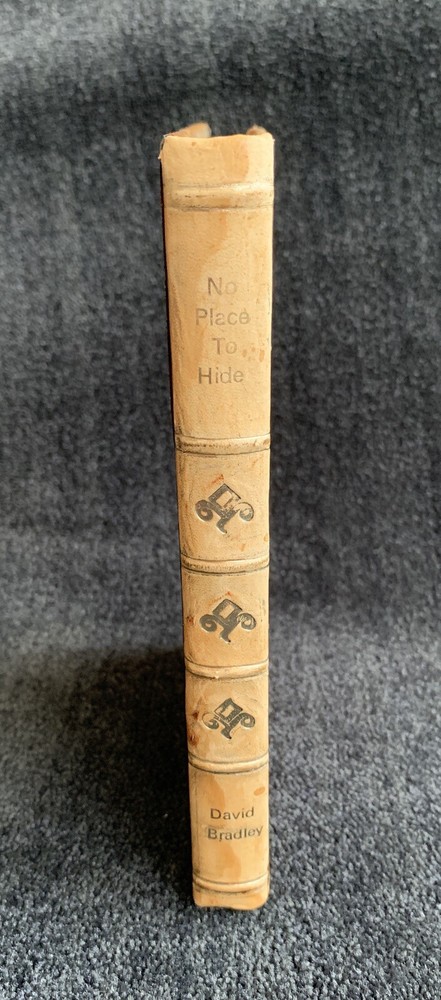 No
Place
To
Hide
David
Bradley